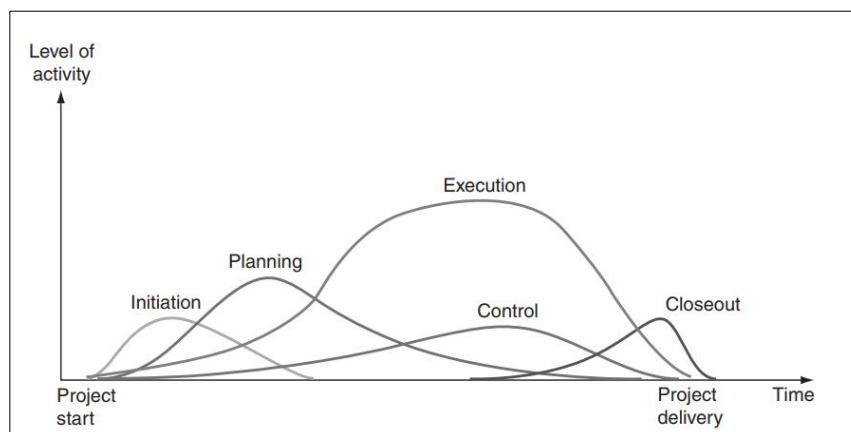 Level of
activity
Execution
Planning
Initiation
Control
Closeout
Project
start
Project
delivery
Time